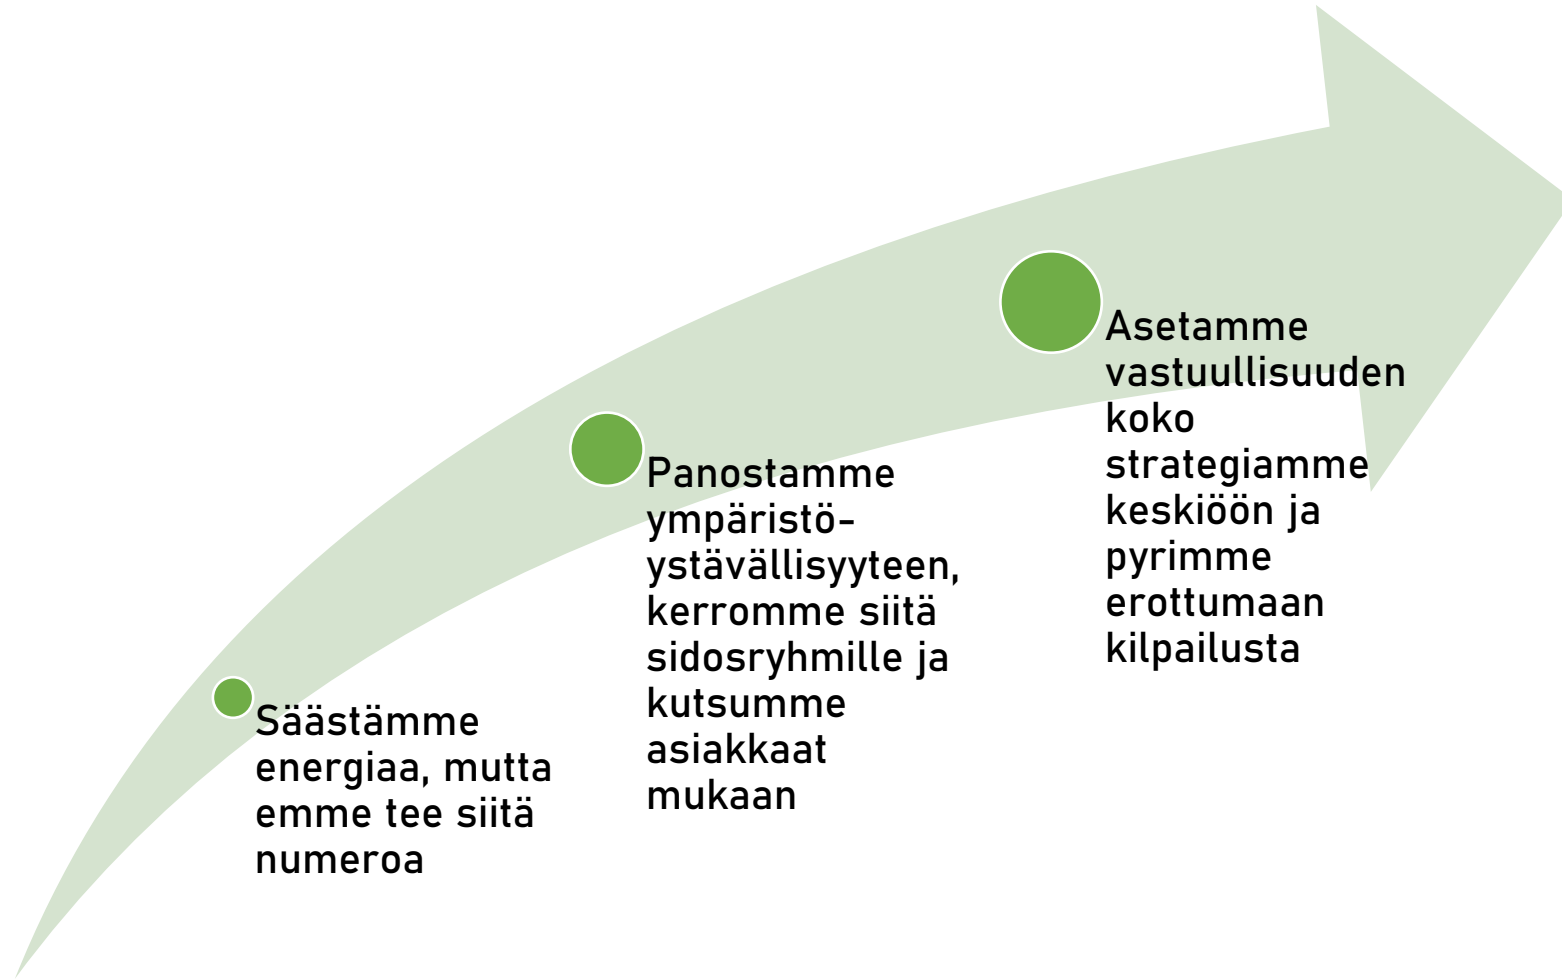 Säästämme
energiaa, mutta
emme tee siitä
numeroa
Panostamme
ympäristö-
ystävällisyyteen,
kerromme siitä
sidosryhmille ja
kutsumme
asiakkaat
mukaan
Asetamme
vastuullisuuden
koko
strategiamme
keskiöön ja
pyrimme
erottumaan
kilpailusta